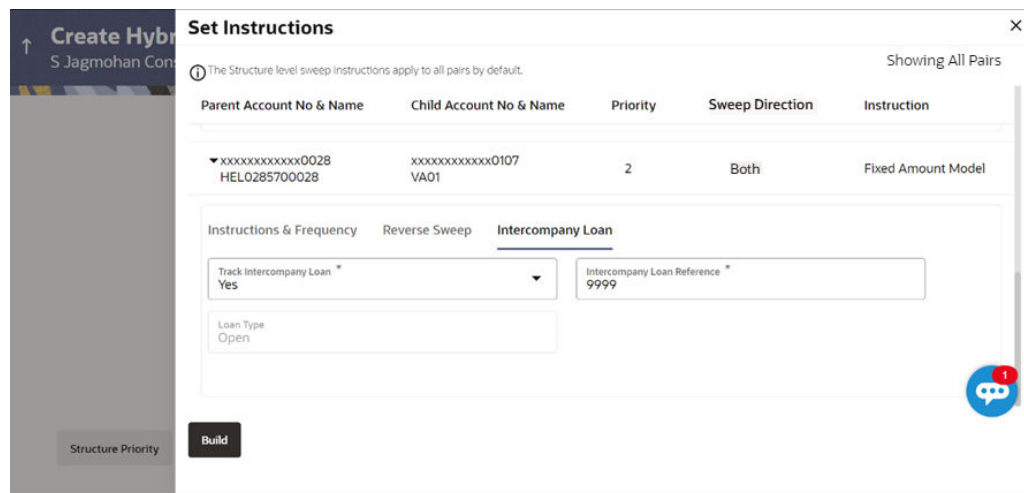 Create Hybr
S Jagmohan Con
Set Instructions
The Structure level sweep instructions apply to all pairs by default.
Showing All Pairs
Parent Account No & Name Child Account No & Name Priority Sweep Direction Instruction
xxxxxxxxxxxx0028 xxxxxxxxxxxx0107 2 Both Fixed Amount Model
HEL0285700028 VA01
Instructions & Frequency Reverse Sweep Intercompany Loan
Track Intercompany Loan * Intercompany Loan Reference *
Yes 9999
Loan Type
Open
1
Build
Structure Priority